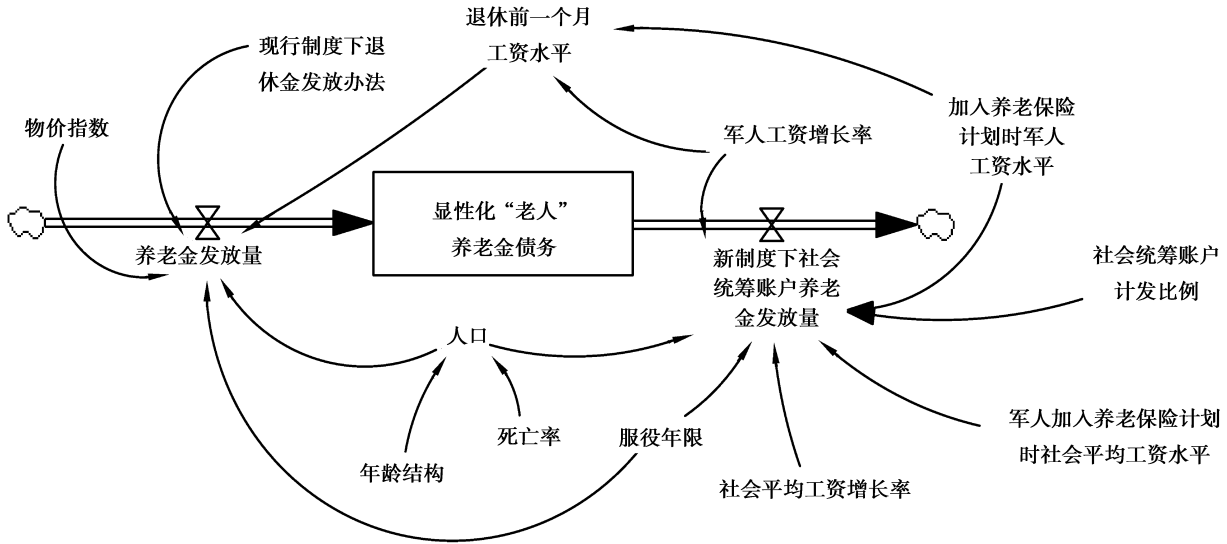 退休前一个月
工资水平
现行制度下退
休金发放办法
物价指数
军人工资增长率
加入养老保险
计划时军人
工资水平
显性化“老人”
养老金债务
养老金发放量
新制度下社会
统筹账户养老
金发放量
社会统筹账户
计发比例
人口
死亡率
年龄结构
服役年限
社会平均工资增长率
军人加入养老保险计划
时社会平均工资水平